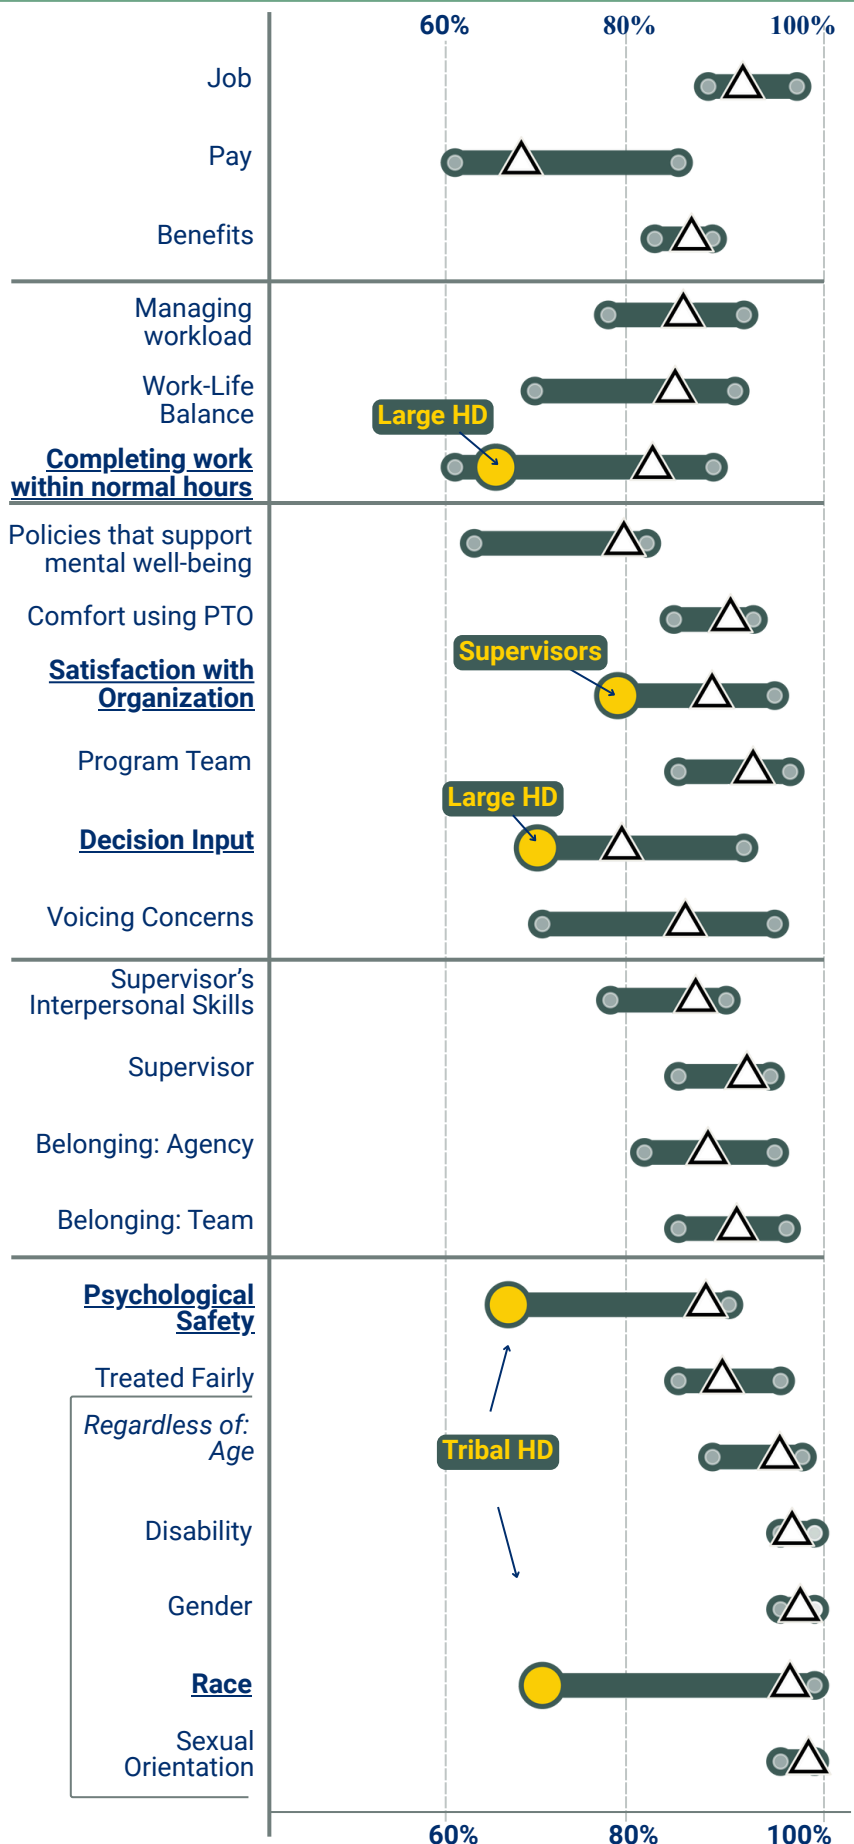 60% 80% 100%
Job
Pay
Benefits
Managing
workload
Work-Life
Balance
Large HD
Completing work
within normal hours
Policies that support
mental well-being
Comfort using PTO
Supervisors
Satisfaction with
Organization
Program Team
Large HD
Decision Input
Voicing Concerns
Supervisor’s
Interpersonal Skills
Supervisor
Belonging: Agency
Belonging: Team
Psychological
Safety
Treated Fairly
Regardless of:
Age
Tribal HD
Disability
Gender
Race
Sexual
Orientation
60% 80% 100%